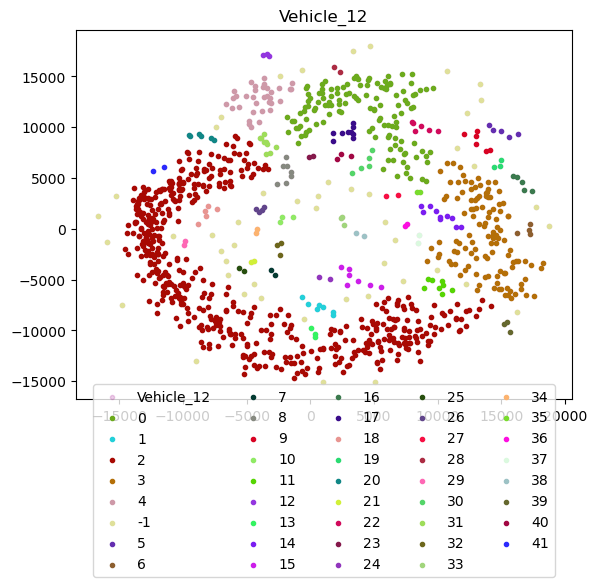 Vehicle_12
15000
10000
5000
0
−5000
−10000
−15000
−15000 −10000 −5000 0 5000 10000 15000 20000
Vehicle_12 7 16 25 34
0 8 17 26 35
1 9 18 27 36
2 10 19 28 37
3 11 20 29 38
4 12 21 30 39
-1 13 22 31 40
5 14 23 32 41
6 15 24 33